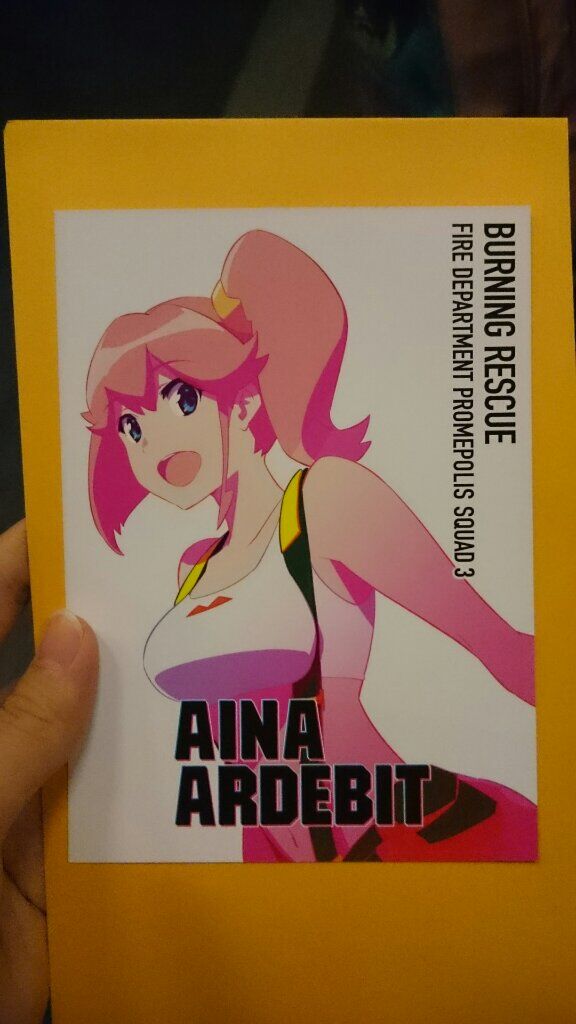 BURNING RESCUE
FIRE DEPARTMENT PROMEPOLIS SQUAD 3
AINA
ARDEBIT